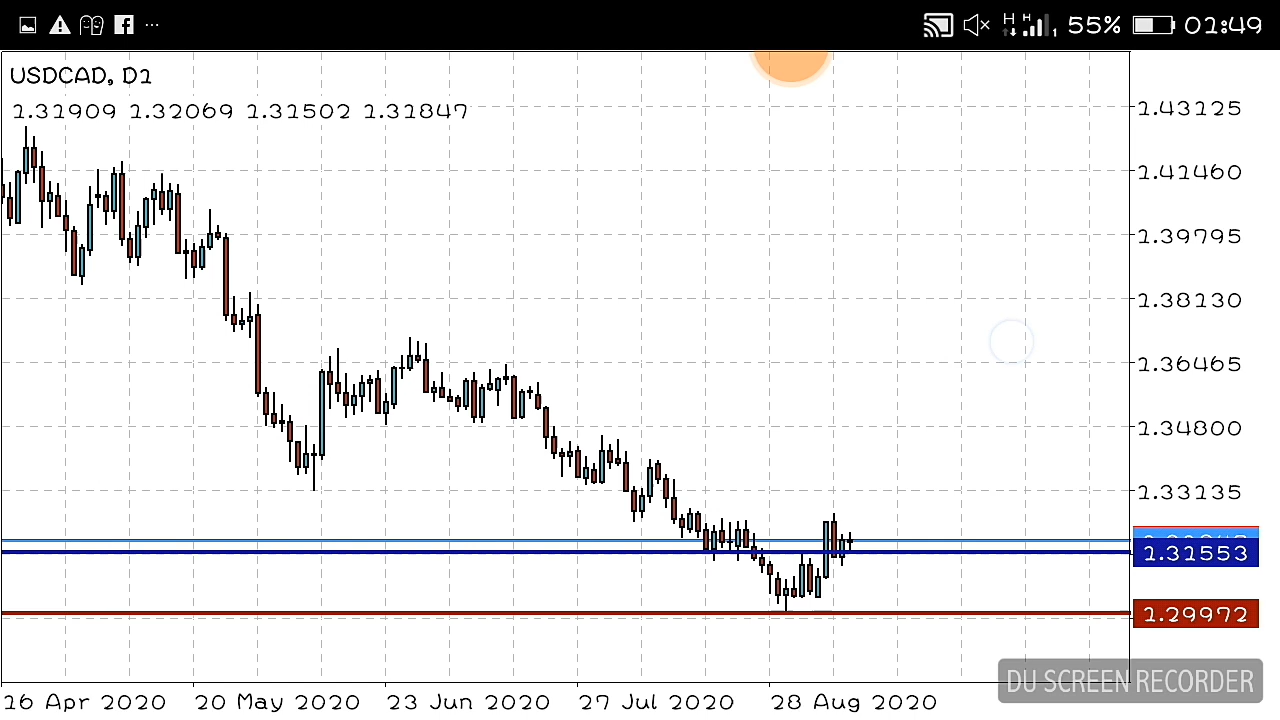 55% 01:49
USDCAD, D1
1.31909 1.32069 1.31502 1.31847
1.43125
1.41460
1.39795
1.38130
1.36465
1.34800
1.33135
1.31553
1.29972
DU SCREEN RECORDER
16 Apr 2020 20 May 2020 23 Jun 2020 27 Jul 2020 28 Aug 2020